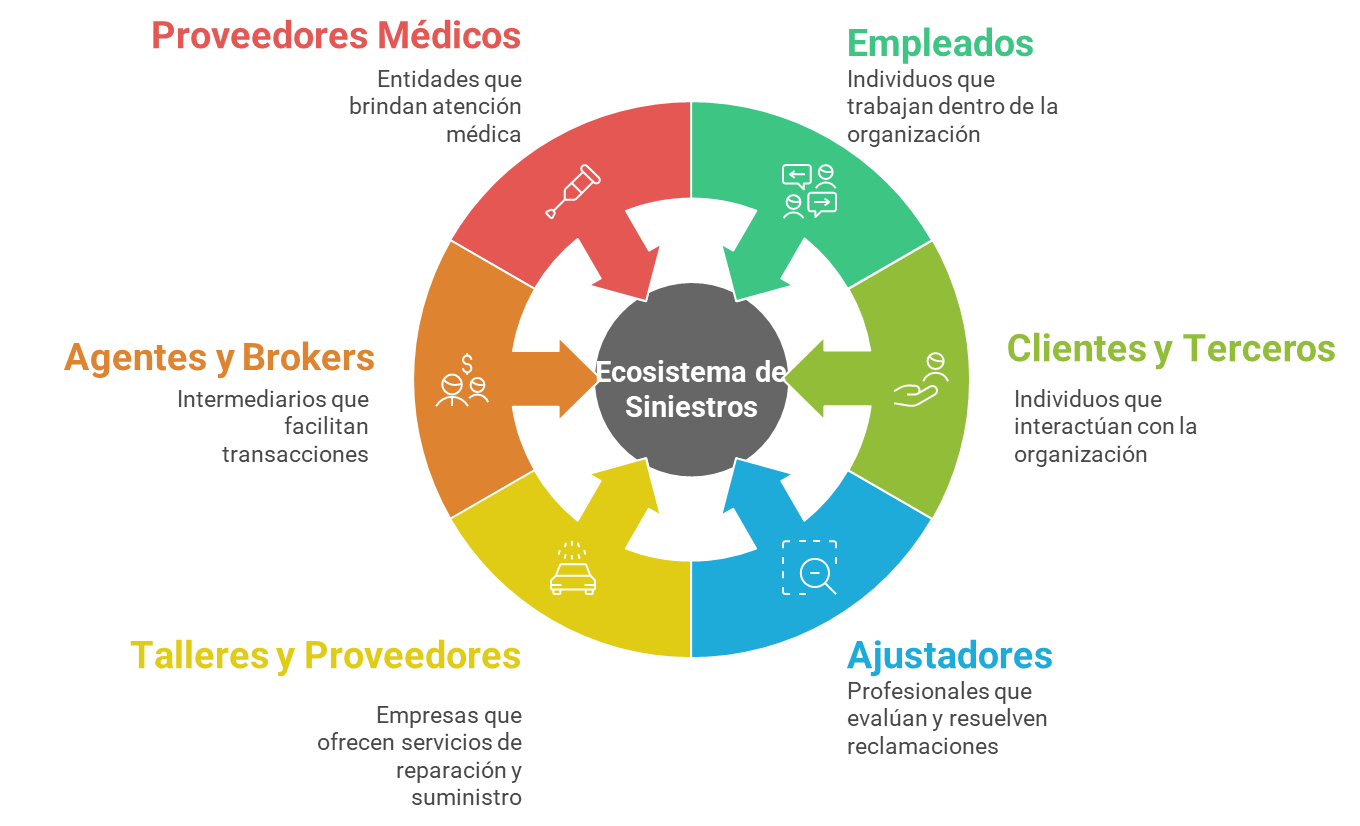 Proveedores Médicos
Entidades que
brindan atención
médica
Empleados
Individuos que
trabajan dentro de la
organización
Agentes y Brokers
Intermediarios que
facilitan
transacciones
$
Ecosistema de
Siniestros
Clientes y Terceros
Individuos que
interactúan con la
organización
Talleres y Proveedores
Empresas que
ofrecen servicios de
reparación y
suministro
Ajustadores
Profesionales que
evalúan y resuelven
reclamaciones